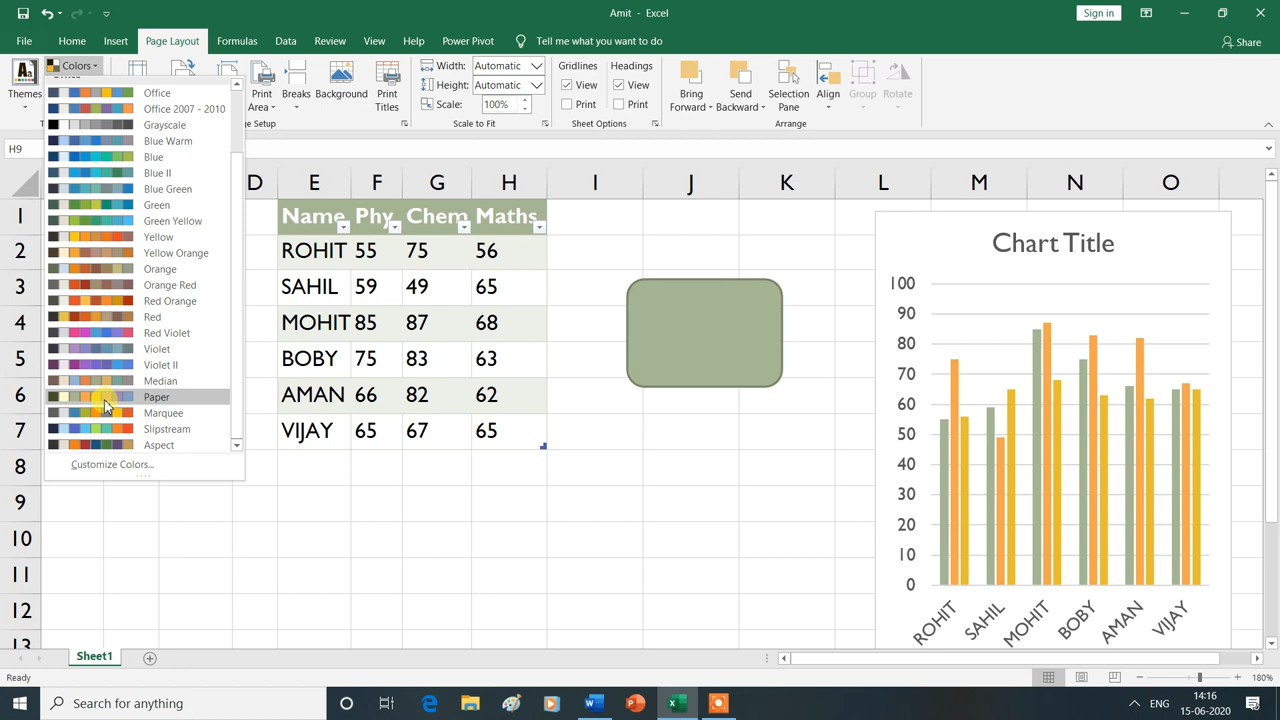 Amit - Excel
Sign in
File Home Insert Page Layout Formulas Data Review View Help Power Pivot Tell me what you want to do Share
Colors
Width: Automatic Gridlines Headings
Height: Automatic View View
Scale: 100% Print Print
Themes Print Area Breaks Background Print Titles
Bring Forward Send Backward Selection Pane Align Group Rotate
Scale to Fit Sheet Options
H9
Office
Office 2007 - 2010
Grayscale
Blue Warm
Blue
Blue II
Blue Green
Green
Green Yellow
Yellow
Yellow Orange
Orange
Orange Red
Red Orange
Red
Red Violet
Violet
Violet II
Median
Paper
Marquee
Slipstream
Aspect
Customize Colors...
D E F G H I J K L M N O
1 Name Phy Chem Maths
2 ROHIT 55 75 56
3 SAHIL 59 49 65
4 MOHIT 85 87 68
5 BOBY 75 83 63
6 AMAN 66 82 62
7 VIJAY 65 67 65
8
9
10
11
12
13
Chart Title
100
90
80
70
60
50
40
30
20
10
0
ROHIT SAHIL MOHIT BOBY AMAN VIJAY
Sheet1
Ready
180%
Search for anything
ENG
14:16
15-06-2020